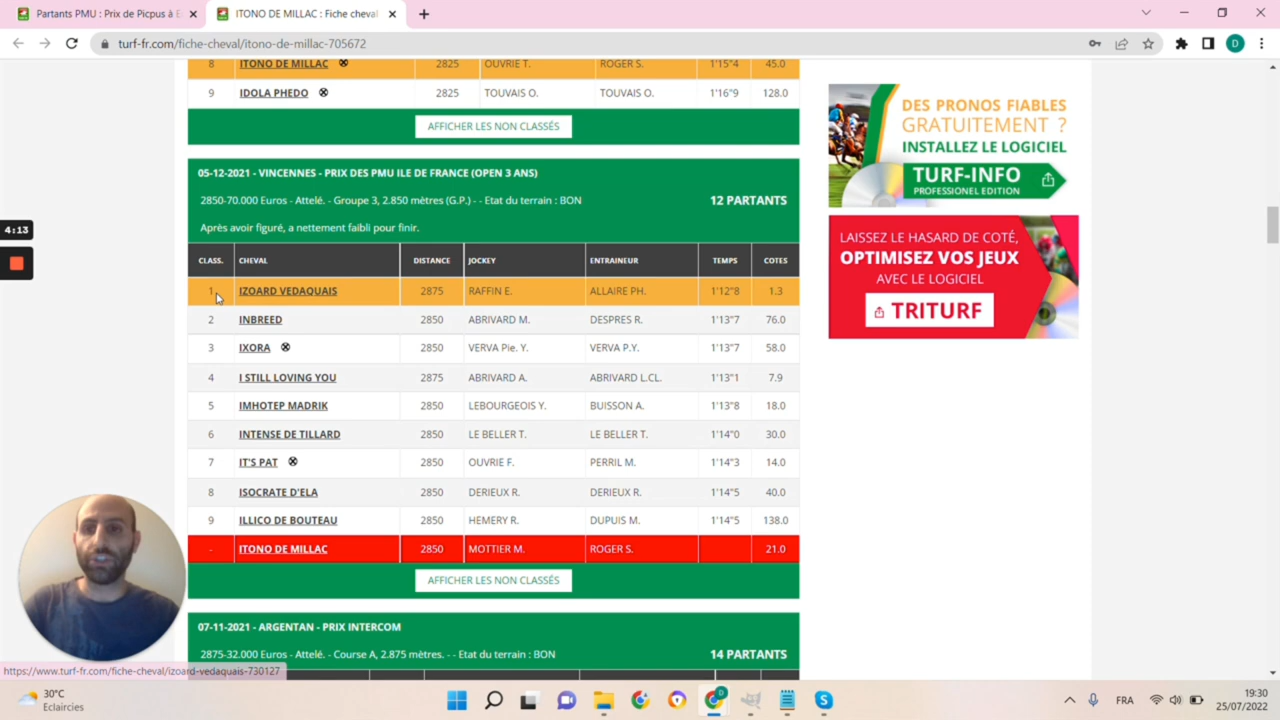 Partants PMU : Prix de Picpus à E
ITONO DE MILLAC : Fiche cheval
turf-fr.com/fiche-cheval/itono-de-millac-705672
D
8 ITONO DE MILLAC 2825 OUVRIE T. ROGER S. 1'15"4 45.0
9 IDOLA PHEDO 2825 TOUVAIS O. TOUVAIS O. 1'16"9 128.0
AFFICHER LES NON CLASSÉS
05-12-2021 - VINCENNES - PRIX DES PMU ILE DE FRANCE (OPEN 3 ANS)
2850-70.000 Euros - Attelé. - Groupe 3, 2.850 mètres (G.P.) - - Etat du terrain : BON
12 PARTANTS
Après avoir figuré, a nettement faibli pour finir.
CLASS. CHEVAL DISTANCE JOCKEY ENTRAINEUR TEMPS COTES
1 IZOARD VEDAQUAIS 2875 RAFFIN E. ALLAIRE PH. 1'12"8 1.3
2 INBREED 2850 ABRIVARD M. DESPRES R. 1'13"7 76.0
3 IXORA 2850 VERVA Pie. Y. VERVA P.Y. 1'13"7 58.0
4 I STILL LOVING YOU 2875 ABRIVARD A. ABRIVARD L.CL. 1'13"1 7.9
5 IMHOTEP MADRIK 2850 LEBOURGEOIS Y. BUISSON A. 1'13"8 18.0
6 INTENSE DE TILLARD 2850 LE BELLER T. LE BELLER T. 1'14"0 30.0
7 IT'S PAT 2850 OUVRIE F. PERRIL M. 1'14"3 14.0
8 ISOCRATE D'ELA 2850 DERIEUX R. DERIEUX R. 1'14"5 40.0
9 ILLICO DE BOUTEAU 2850 HEMERY R. DUPUIS M. 1'14"5 138.0
- ITONO DE MILLAC 2850 MOTTIER M. ROGER S. 21.0
AFFICHER LES NON CLASSÉS
07-11-2021 - ARGENTAN - PRIX INTERCOM
2875-32.000 Euros - Attelé. - Course A, 2.875 mètres. - - Etat du terrain : BON
14 PARTANTS
DES PRONOS FIABLES
GRATUITEMENT ?
INSTALLEZ LE LOGICIEL
TURF-INFO
PROFESSIONEL EDITION
LAISSEZ LE HASARD DE COTÉ,
OPTIMISEZ VOS JEUX
AVEC LE LOGICIEL
TRITURF
4:13
https://www.turf-fr.com/fiche-cheval/izoard-vedaquais-730127
30°C
Eclaircies
D
FRA
19:30
25/07/2022